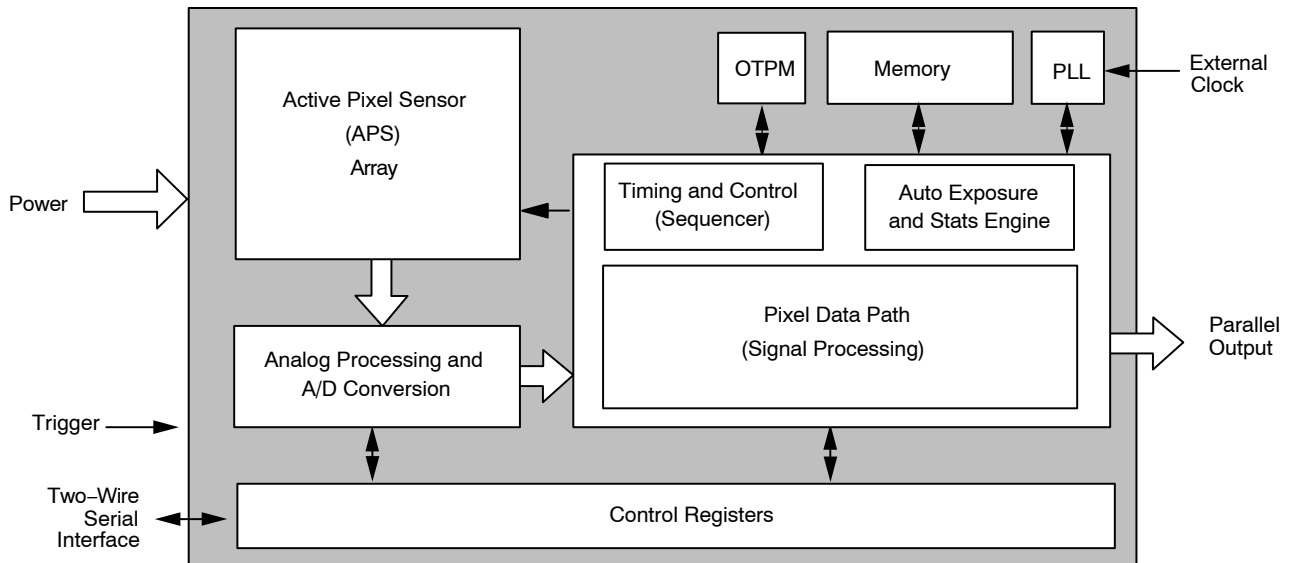 Active Pixel Sensor
(APS)
Array
OTPM
Memory
PLL
External
Clock
Power
Timing and Control
(Sequencer)
Auto Exposure
and Stats Engine
Pixel Data Path
(Signal Processing)
Analog Processing and
A/D Conversion
Parallel
Output
Trigger
Two−Wire
Serial
Interface
Control Registers